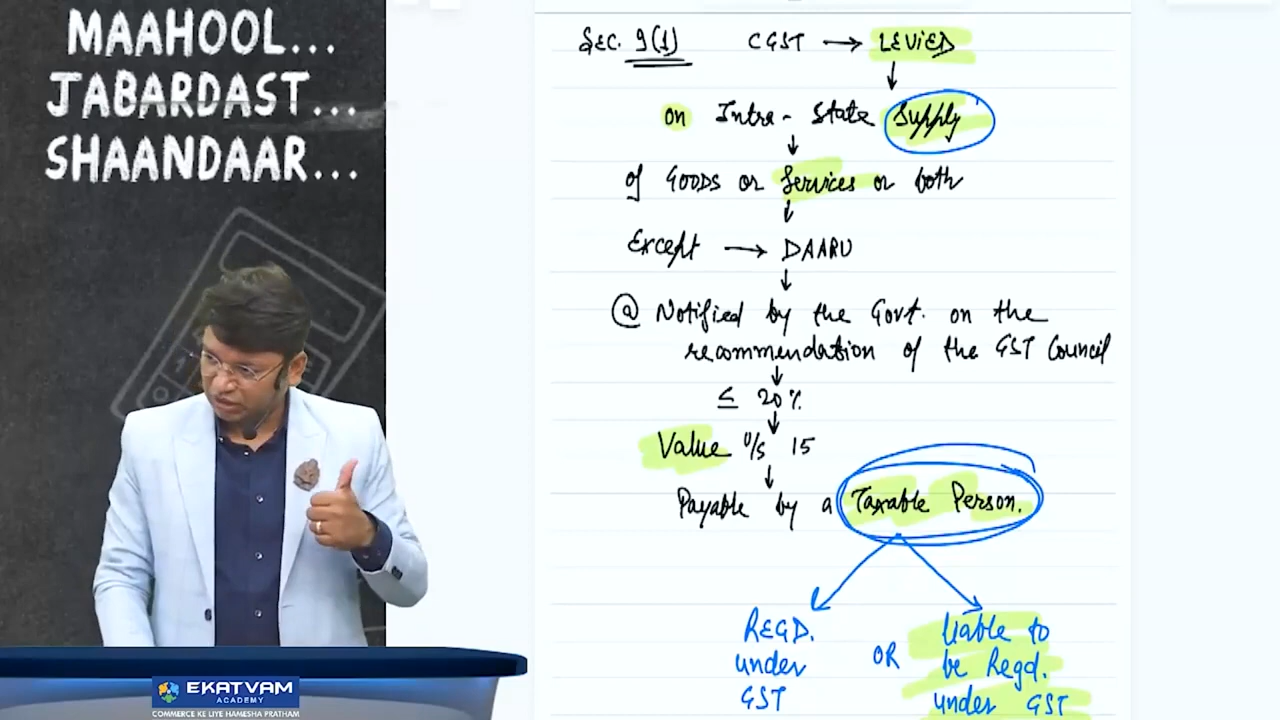 MAAHOOL...
JABARDAST...
SHAANDAAR...
SEC. 9(1) CGST → LEVIED
↓
on Intra - State Supply
↓
of GOODS or Services or both
↓
Except → DAARU
↓
@ Notified by the Govt. on the
recommendation of the GST Council
↓
≤ 20%
↓
Value u/s 15
↓
Payable by a Taxable Person.
REGD. OR liable to
under be Regd.
GST under GST
EKATVAM
ACADEMY
COMMERCE KE LIYE HAMESHA PRATHAM